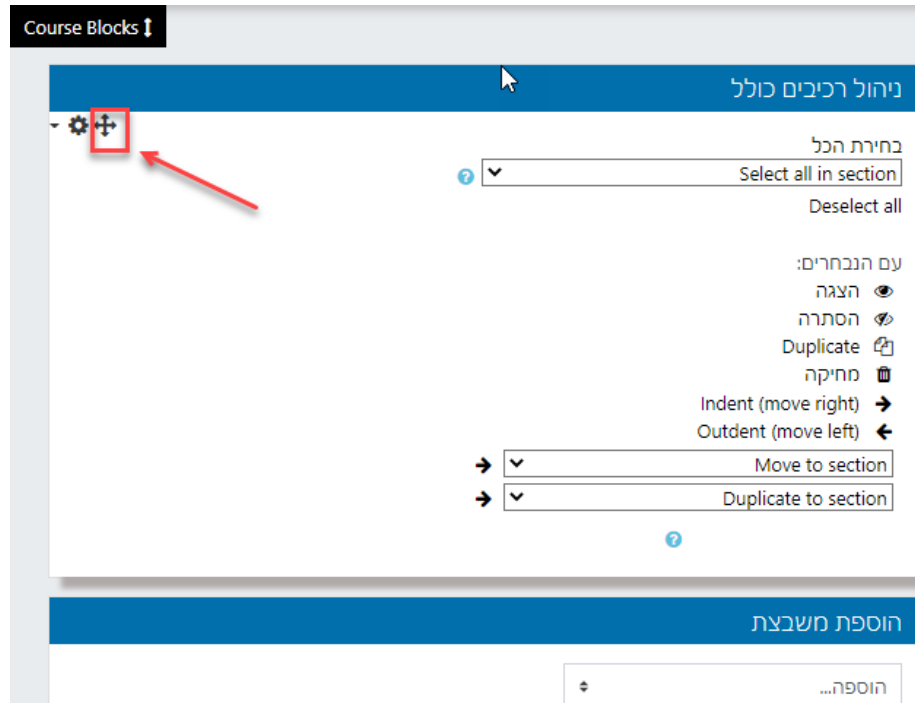 Course Blocks
ניהול רכיבים כולל
בחירת הכל
Select all in section
Deselect all
עם הנבחרים:
הצגה
הסתרה
Duplicate
מחיקה
Indent (move right)
Outdent (move left)
Move to section
Duplicate to section
הוספת משבצת
הוספה...